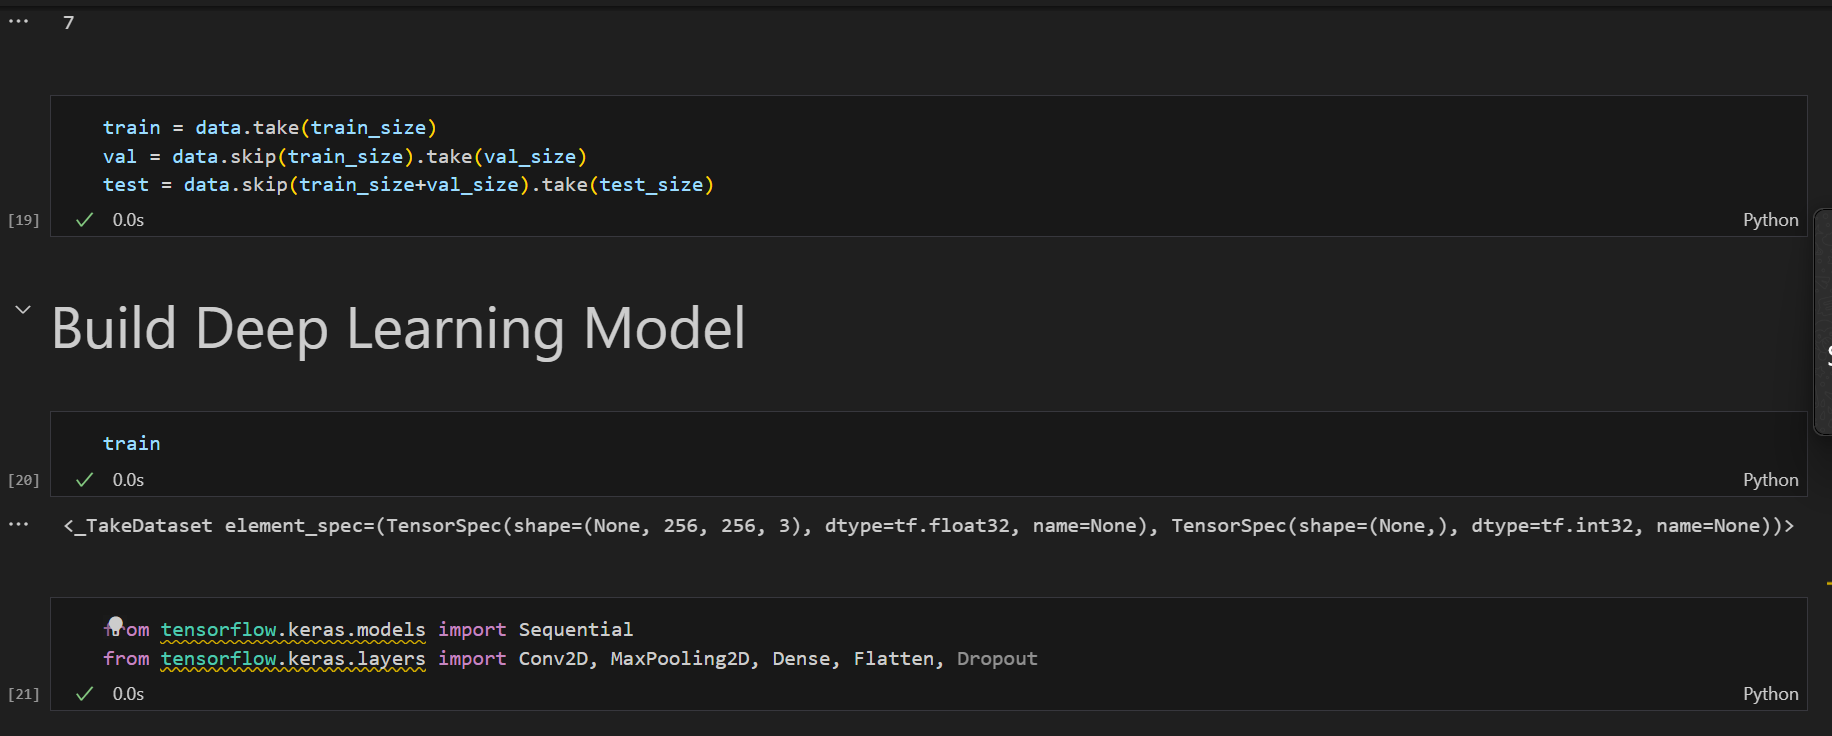 7
train = data.take(train_size)
val = data.skip(train_size).take(val_size)
test = data.skip(train_size+val_size).take(test_size)
[19] 0.0s Python
Build Deep Learning Model
train
[20] 0.0s Python
<_TakeDataset element_spec=(TensorSpec(shape=(None, 256, 256, 3), dtype=tf.float32, name=None), TensorSpec(shape=(None,), dtype=tf.int32, name=None))>
from tensorflow.keras.models import Sequential
from tensorflow.keras.layers import Conv2D, MaxPooling2D, Dense, Flatten, Dropout
[21] 0.0s Python